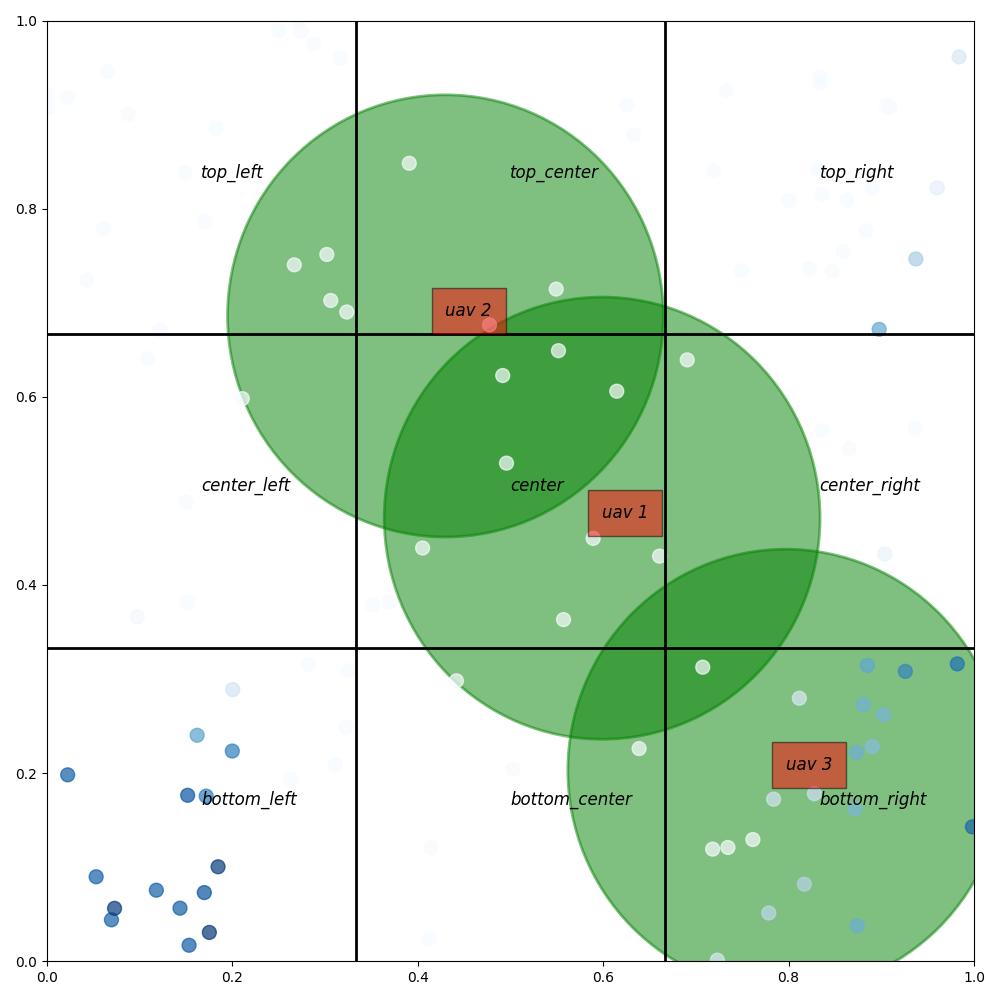 1.0
top_left
top_center
top_right
0.8
uav 2
0.6
center_left
center
center_right
uav 1
0.4
0.2
uav 3
bottom_left
bottom_center
bottom_right
0.0
0.0 0.2 0.4 0.6 0.8 1.0